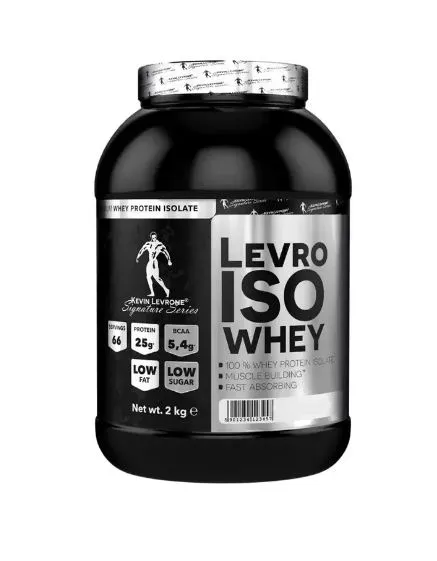 WHEY PROTEIN ISOLATE
KEVIN LEVRONE®
Signature Series
SERVINGS
66
PROTEIN
25g*
BCAA
5,4g*
LOW
FAT
LOW
SUGAR
Net wt. 2 kg e
LEVRO
ISO
WHEY
100 % WHEY PROTEIN ISOLATE
MUSCLE BUILDING*
FAST ABSORBING